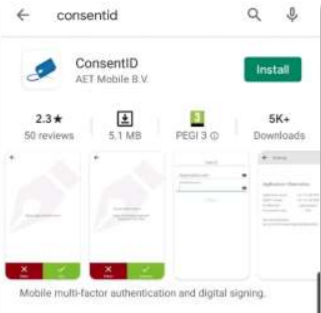 consentid
ConsentID
AET Mobile B.V.
Install
2.3★
50 reviews
5.1 MB
3
PEGI 3
5K+
Downloads
Mobile multi-factor authentication and digital signing.